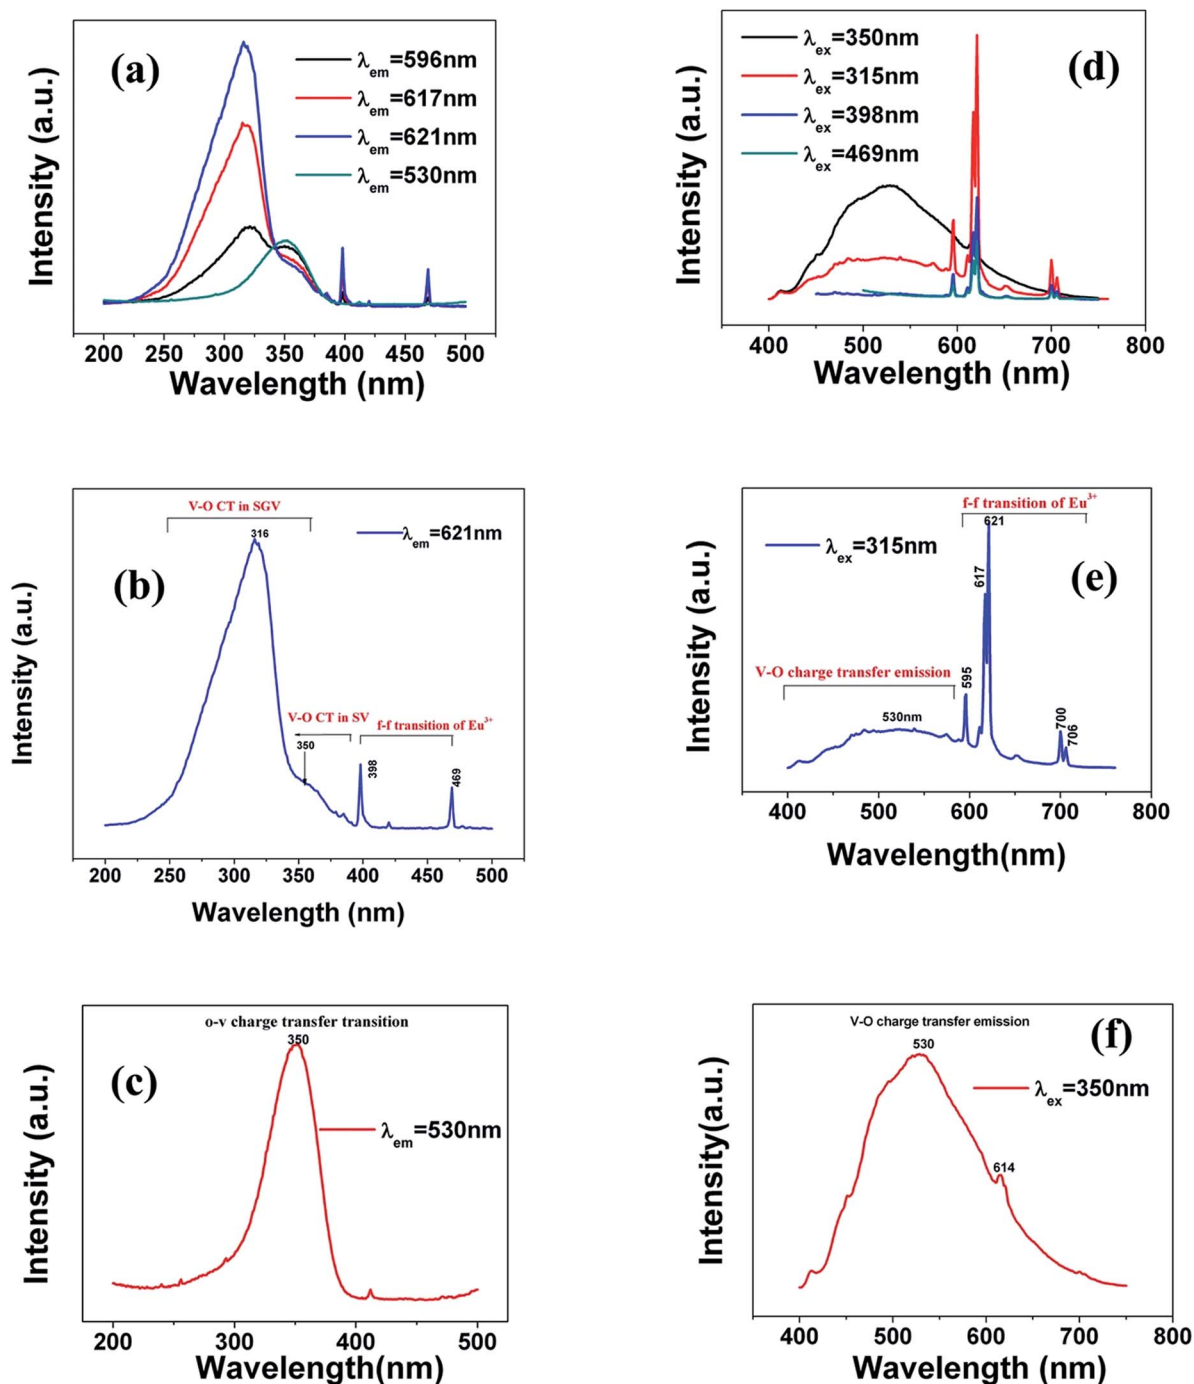 (a)
λem=596nm
λem=617nm
λem=621nm
λem=530nm
Intensity (a.u.)
200 250 300 350 400 450 500
Wavelength (nm)
(d)
λex=350nm
λex=315nm
λex=398nm
λex=469nm
Intensity (a.u.)
400 500 600 700 800
Wavelength (nm)
V-O CT in SGV
316
λem=621nm
(b)
V-O CT in SV
f-f transition of Eu3+
350
398
469
Intensity (a.u.)
200 250 300 350 400 450 500
Wavelength (nm)
f-f transition of Eu3+
621
λex=315nm
617
(e)
V-O charge transfer emission
595
530nm
700
706
Intensity (a.u.)
400 500 600 700 800
Wavelength(nm)
o-v charge transfer transition
350
(c)
λem=530nm
Intensity (a.u.)
200 300 400 500
Wavelength(nm)
V-O charge transfer emission
530
(f)
λex=350nm
614
Intensity(a.u.)
400 500 600 700 800
Wavelength (nm)